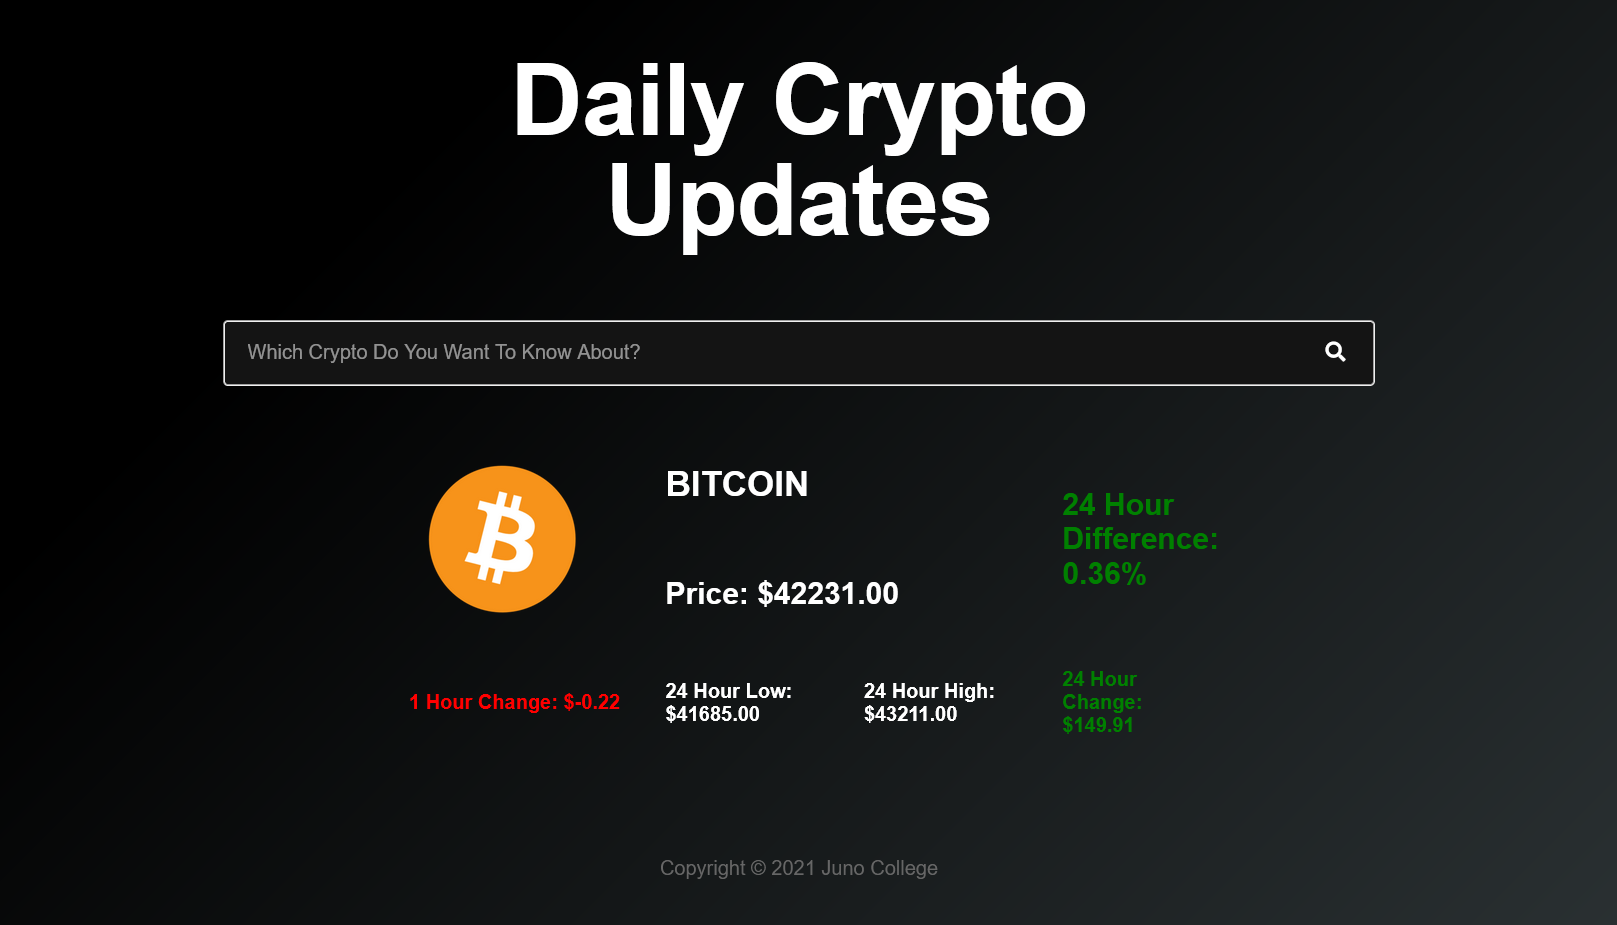 Daily Crypto
Updates
Which Crypto Do You Want To Know About?
BITCOIN
Price: $42231.00
24 Hour
Difference:
0.36%
1 Hour Change: $-0.22
24 Hour Low:
$41685.00
24 Hour High:
$43211.00
24 Hour
Change:
$149.91
Copyright © 2021 Juno College